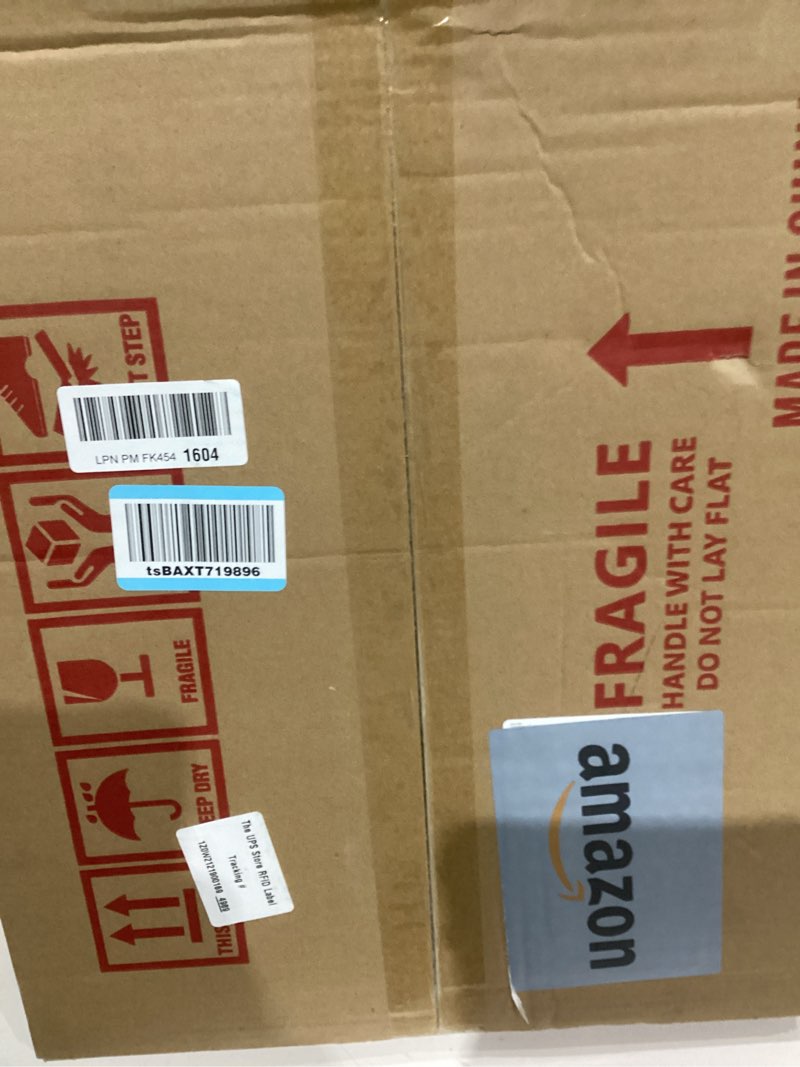 T STEP
LPN PM FK454 1604
tsBAXT719896
FRAGILE
EEP DRY
THIS
The UPS Store RFID Label
Tracking #
FRAGILE
HANDLE WITH CARE
DO NOT LAY FLAT
MADE IN
amazon